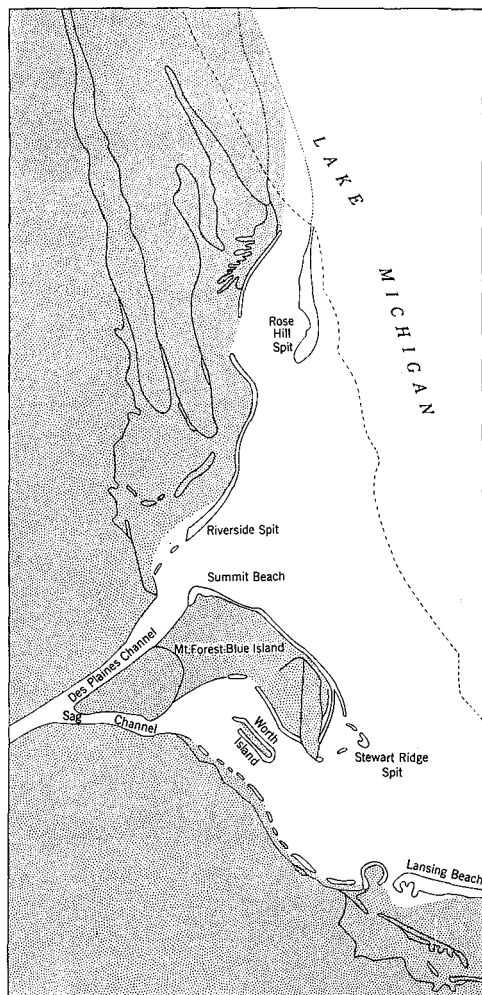 LAKE
MICHIGAN
Rose
Hill
Spit
Riverside Spit
Summit Beach
Des Plaines Channel
Mt. Forest-Blue Island
Sag Channel
Worth
Island
Stewart Ridge
Spit
Lansing Beach